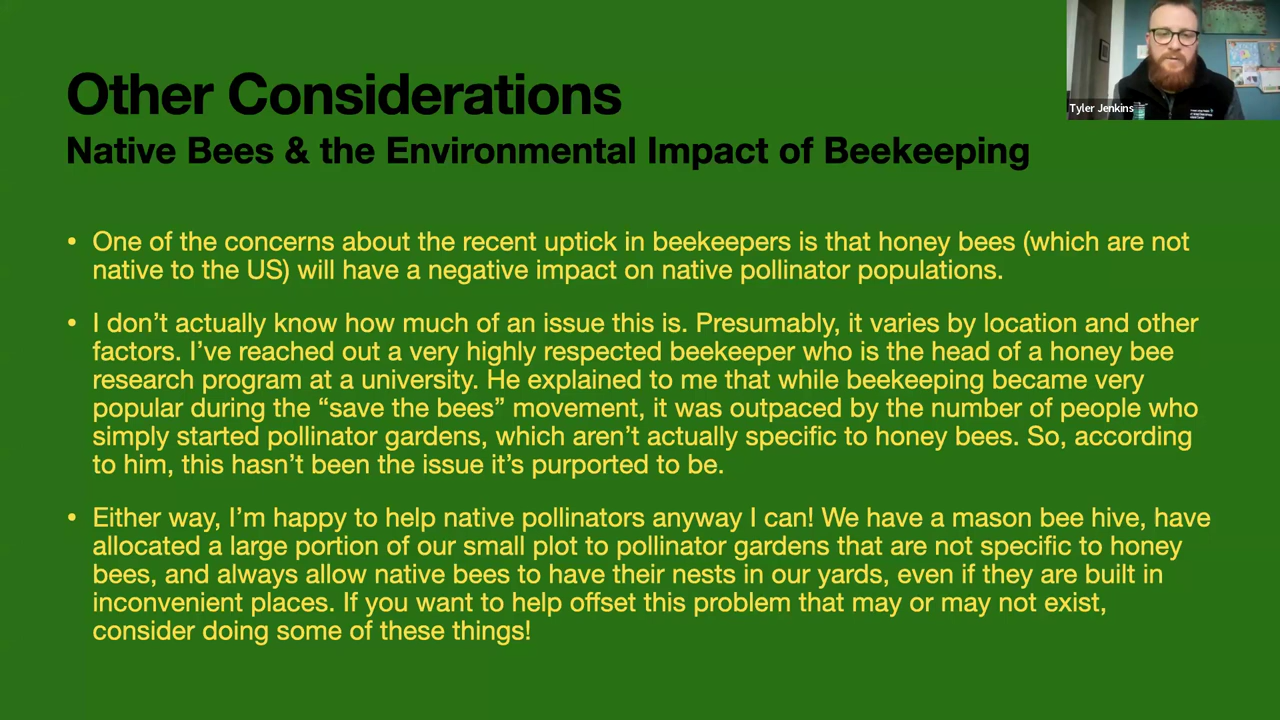 Other Considerations
Native Bees & the Environmental Impact of Beekeeping
Tyler Jenkins
• One of the concerns about the recent uptick in beekeepers is that honey bees (which are not
native to the US) will have a negative impact on native pollinator populations.
• I don’t actually know how much of an issue this is. Presumably, it varies by location and other
factors. I’ve reached out a very highly respected beekeeper who is the head of a honey bee
research program at a university. He explained to me that while beekeeping became very
popular during the “save the bees” movement, it was outpaced by the number of people who
simply started pollinator gardens, which aren’t actually specific to honey bees. So, according
to him, this hasn’t been the issue it’s purported to be.
• Either way, I’m happy to help native pollinators anyway I can! We have a mason bee hive, have
allocated a large portion of our small plot to pollinator gardens that are not specific to honey
bees, and always allow native bees to have their nests in our yards, even if they are built in
inconvenient places. If you want to help offset this problem that may or may not exist,
consider doing some of these things!